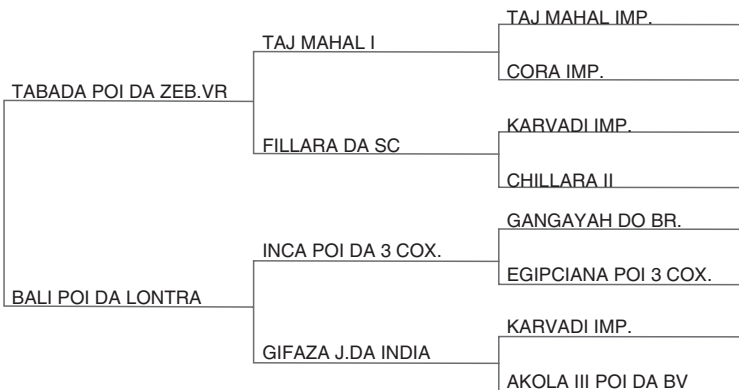 TAJ MAHAL IMP.
TAJ MAHAL I
CORA IMP.
TABADA POI DA ZEB.VR
KARVADI IMP.
FILLARA DA SC
CHILLARA II
GANGAYAH DO BR.
INCA POI DA 3 COX.
EGIPCIANA POI 3 COX.
BALI POI DA LONTRA
KARVADI IMP.
GIFAZA J.DA INDIA
AKOLA III POI DA BV